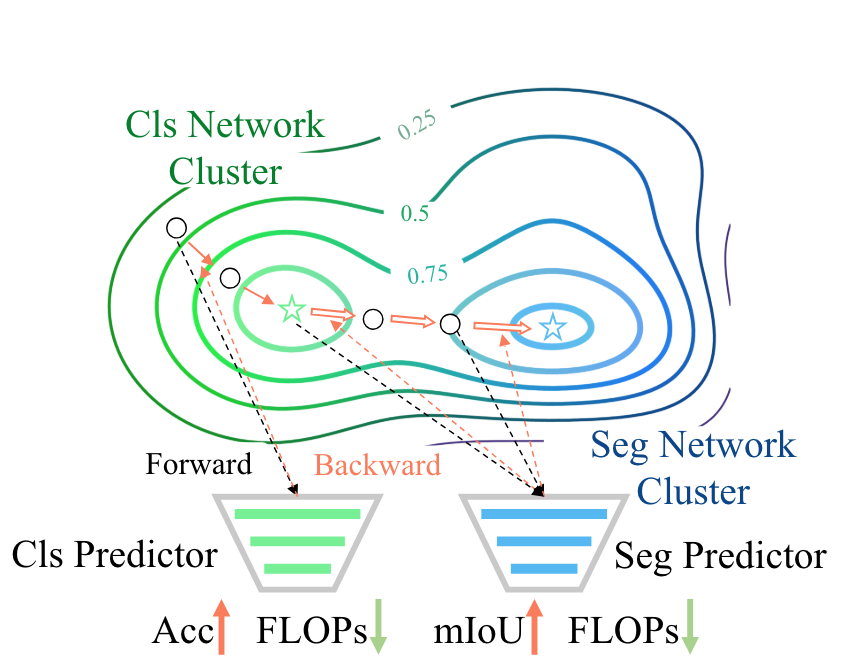 0.25
Cls Network
Cluster
0.5
0.75
Seg Network
Cluster
Forward
Backward
Cls Predictor
Seg Predictor
Acc FLOPs mIoU FLOPs